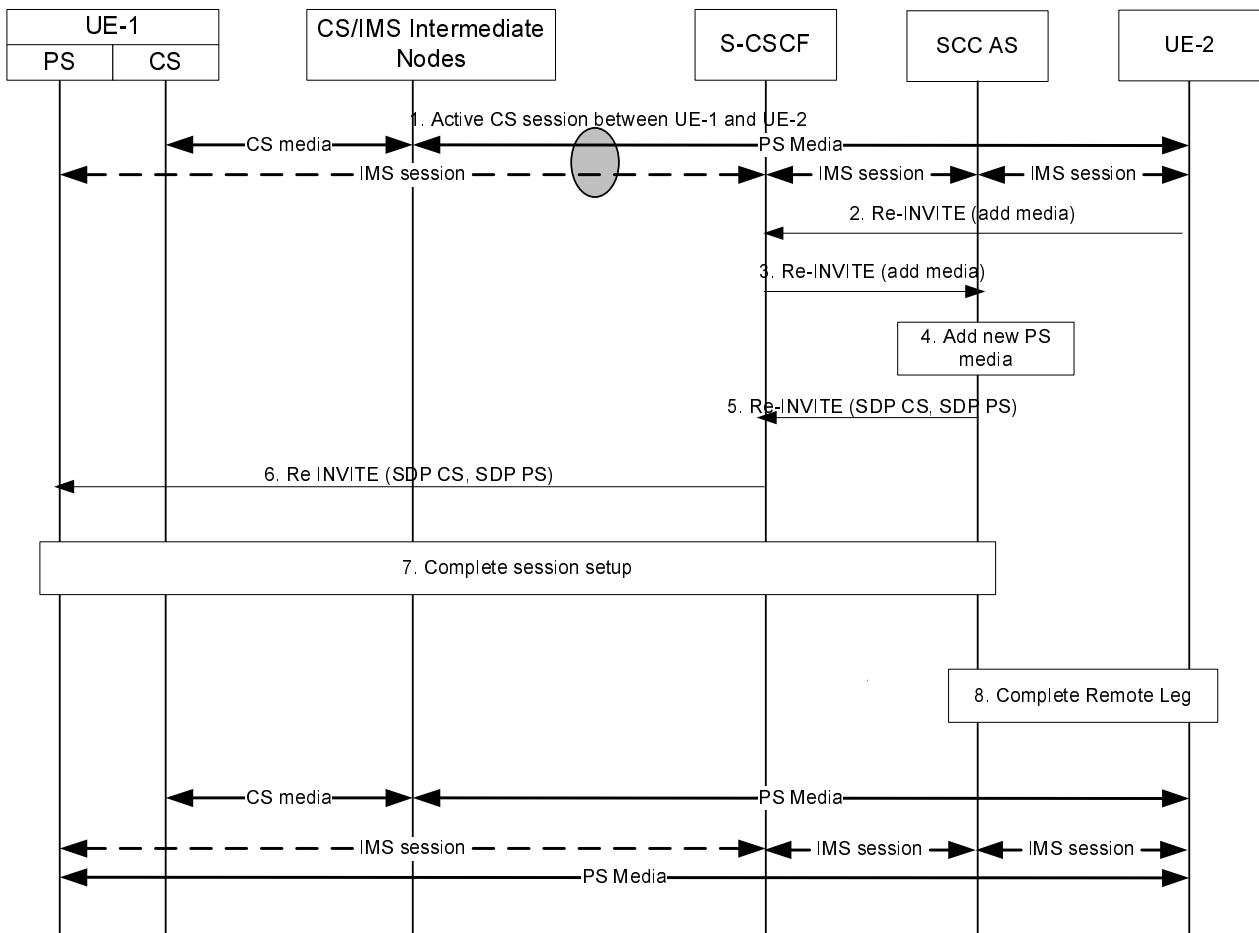 UE-1
PS
CS
CS/IMS Intermediate
Nodes
S-CSCF
SCC AS
UE-2
1. Active CS session between UE-1 and UE-2
CS media
PS Media
IMS session
IMS session
IMS session
2. Re-INVITE (add media)
3. Re-INVITE (add media)
4. Add new PS
media
5. Re-INVITE (SDP CS, SDP PS)
6. Re INVITE (SDP CS, SDP PS)
7. Complete session setup
8. Complete Remote Leg
CS media
PS Media
IMS session
IMS session
IMS session
PS Media